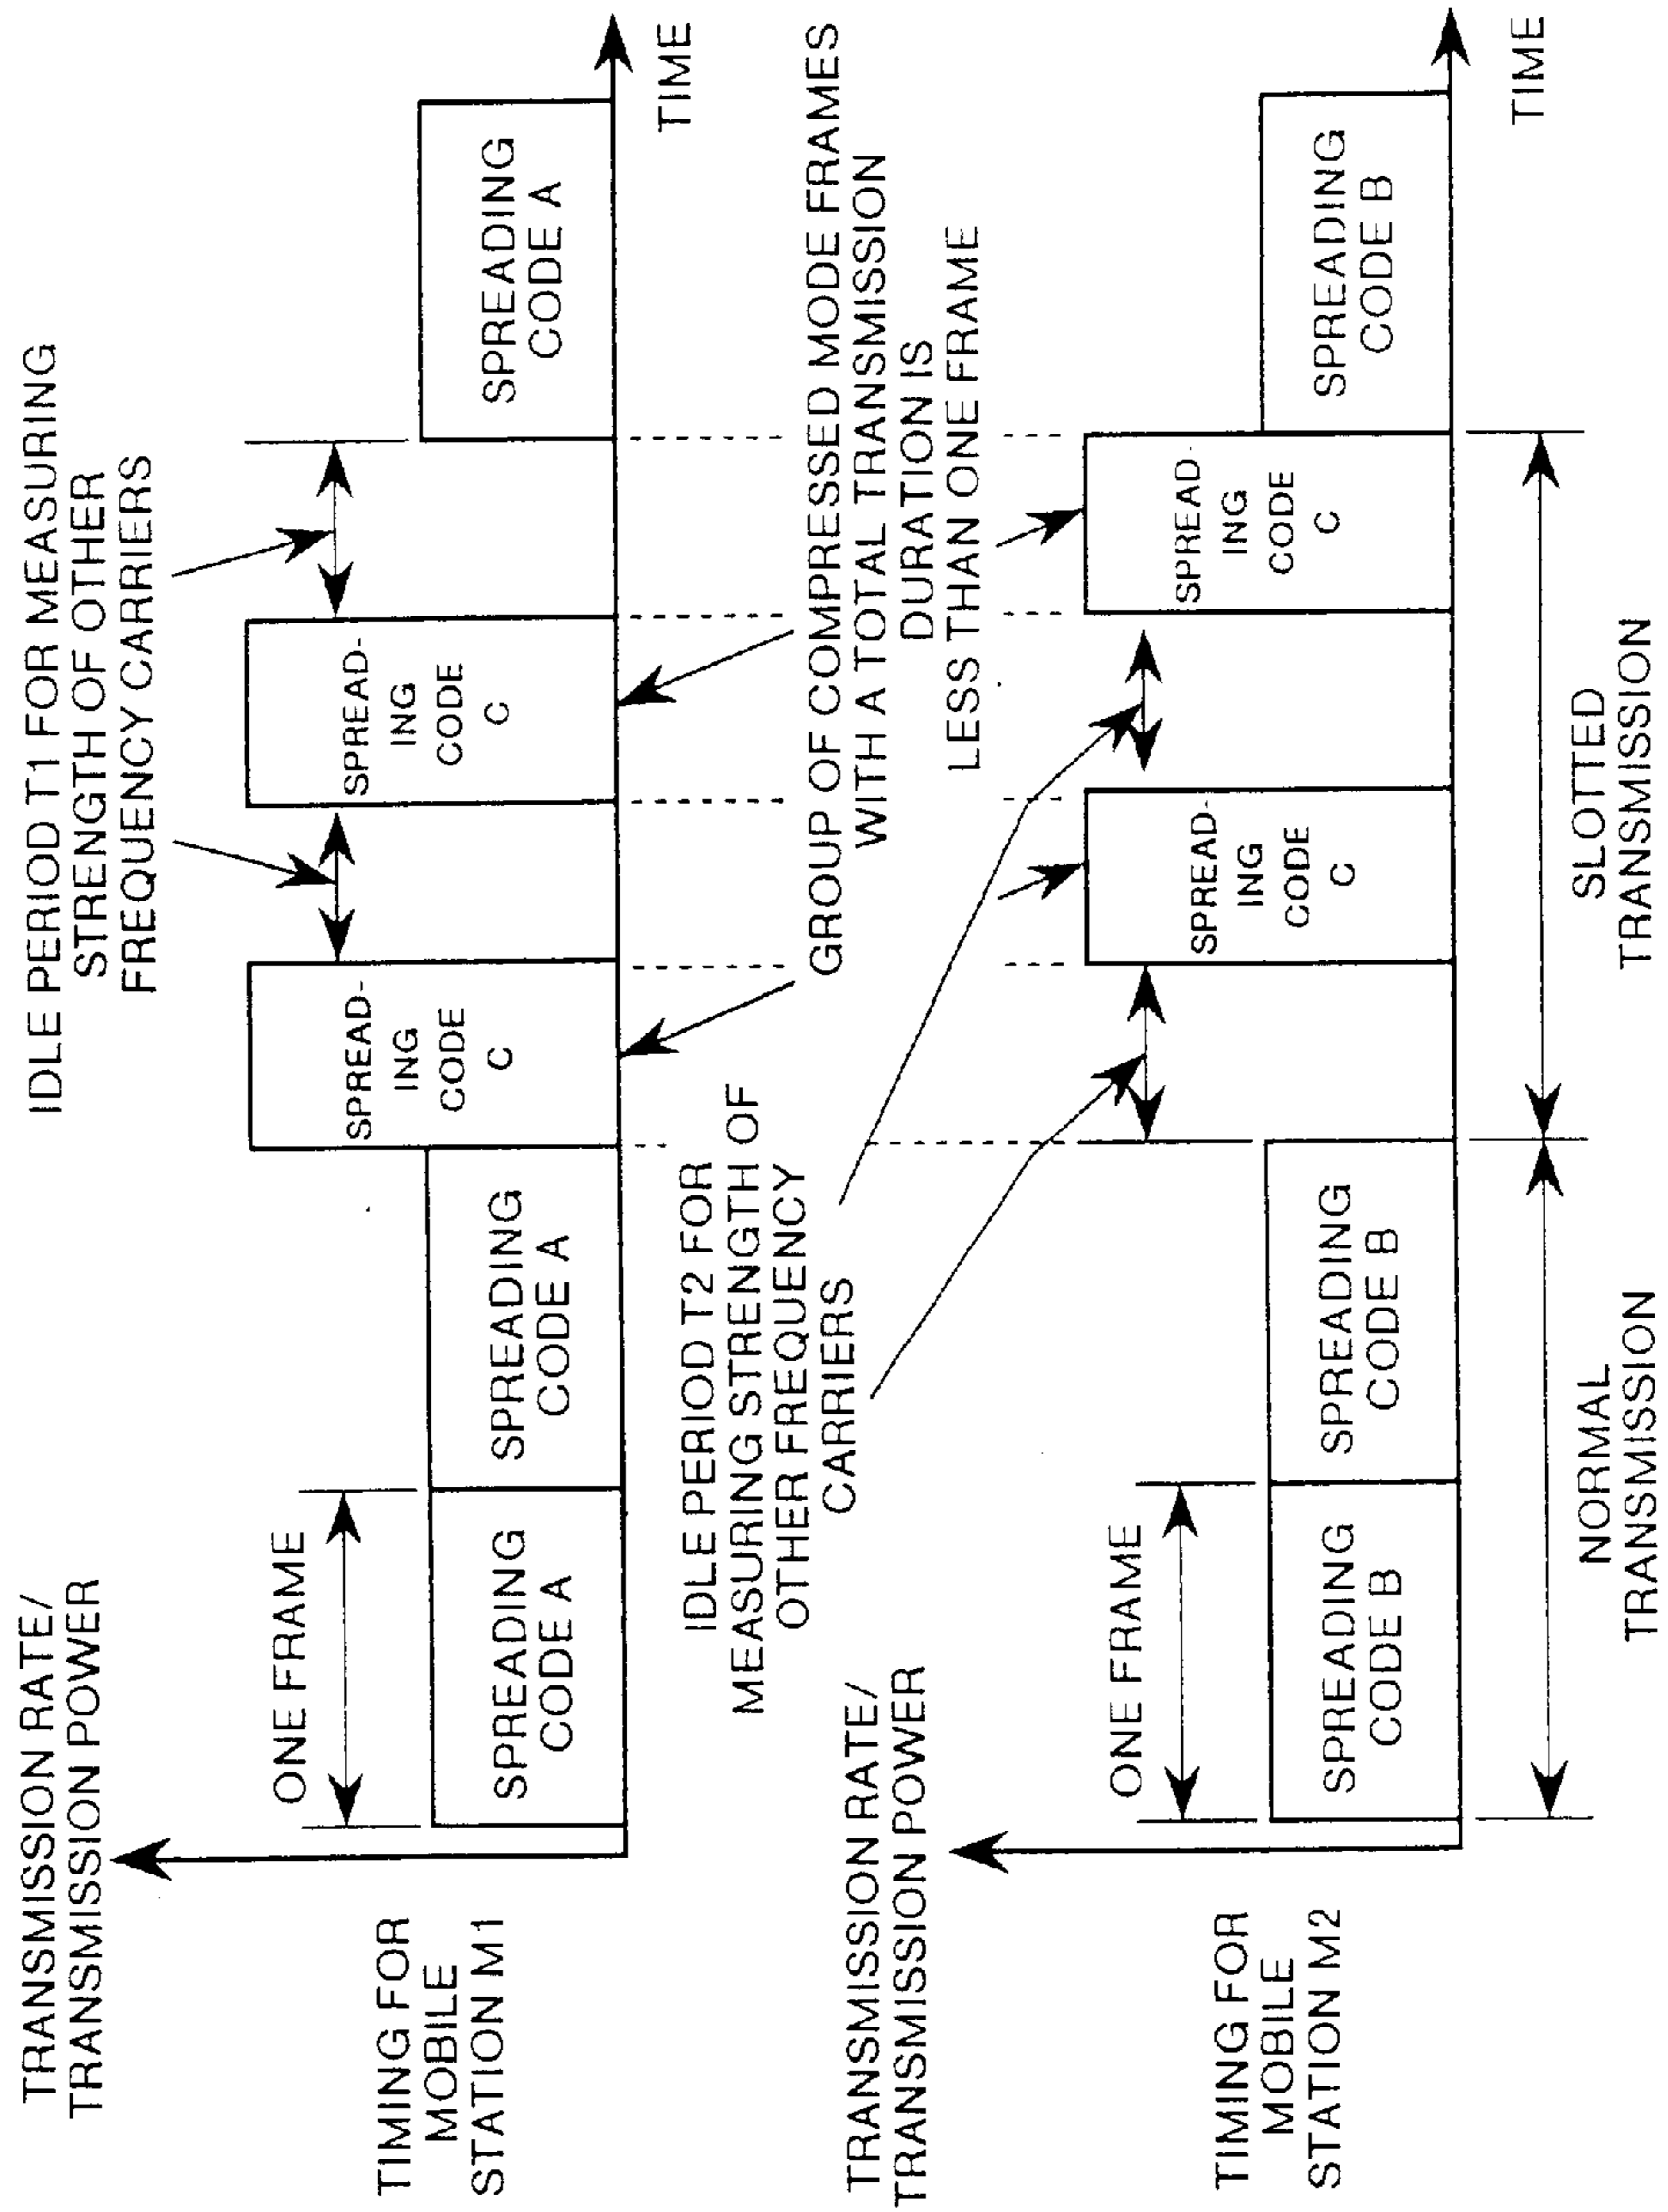 TRANSMISSION RATE/
TRANSMISSION POWER
TIMING FOR
MOBILE
STATION M1
ONE FRAME
SPREADING
CODE A
SPREADING
CODE A
SPREAD-
ING
CODE
C
SPREAD-
ING
CODE
C
SPREADING
CODE A
IDLE PERIOD T1 FOR MEASURING
STRENGTH OF OTHER
FREQUENCY CARRIERS
TIME
IDLE PERIOD T2 FOR
MEASURING STRENGTH OF
OTHER FREQUENCY
CARRIERS
GROUP OF COMPRESSED MODE FRAMES
WITH A TOTAL TRANSMISSION
DURATION IS
LESS THAN ONE FRAME
TRANSMISSION RATE/
TRANSMISSION POWER
TIMING FOR
MOBILE
STATION M2
ONE FRAME
SPREADING
CODE B
SPREADING
CODE B
SPREAD-
ING
CODE
C
SPREAD-
ING
CODE
C
SPREADING
CODE B
TIME
NORMAL
TRANSMISSION
SLOTTED
TRANSMISSION